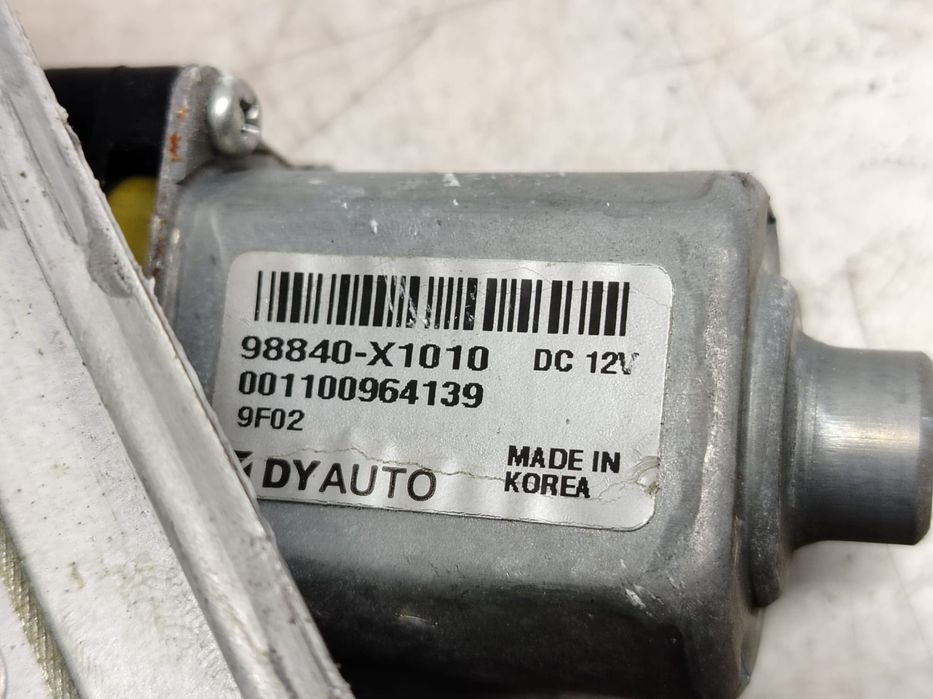 98840-X1010 DC 12V
001100964139
9F02
DYAUTO
MADE IN
KOREA